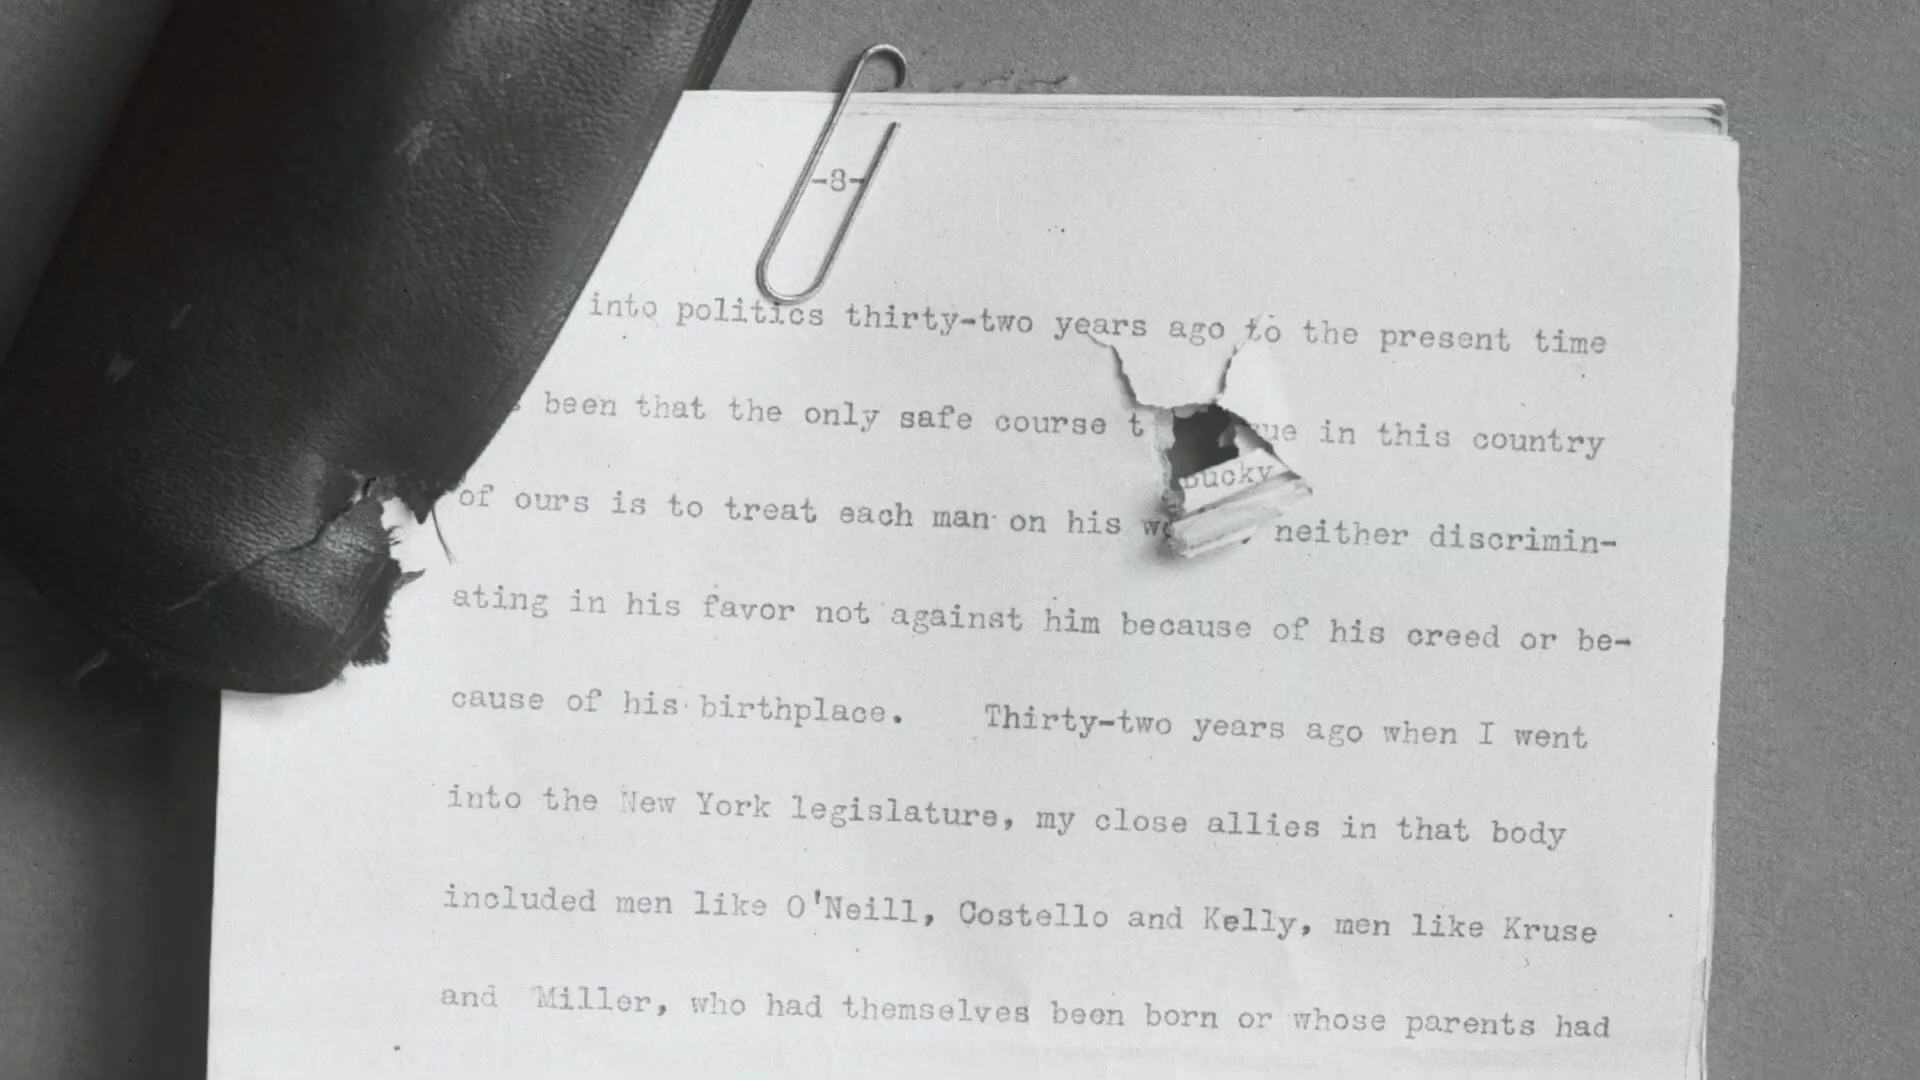 -8-
into politics thirty-two years ago to the present time
been that the only safe course in this country
Bucky
of ours is to treat each man on his neither discrimin-
ating in his favor not against him because of his creed or be-
cause of his birthplace. Thirty-two years ago when I went
into the New York legislature, my close allies in that body
included men like O'Neill, Costello and Kelly, men like Kruse
and Miller, who had themselves been born or whose parents had